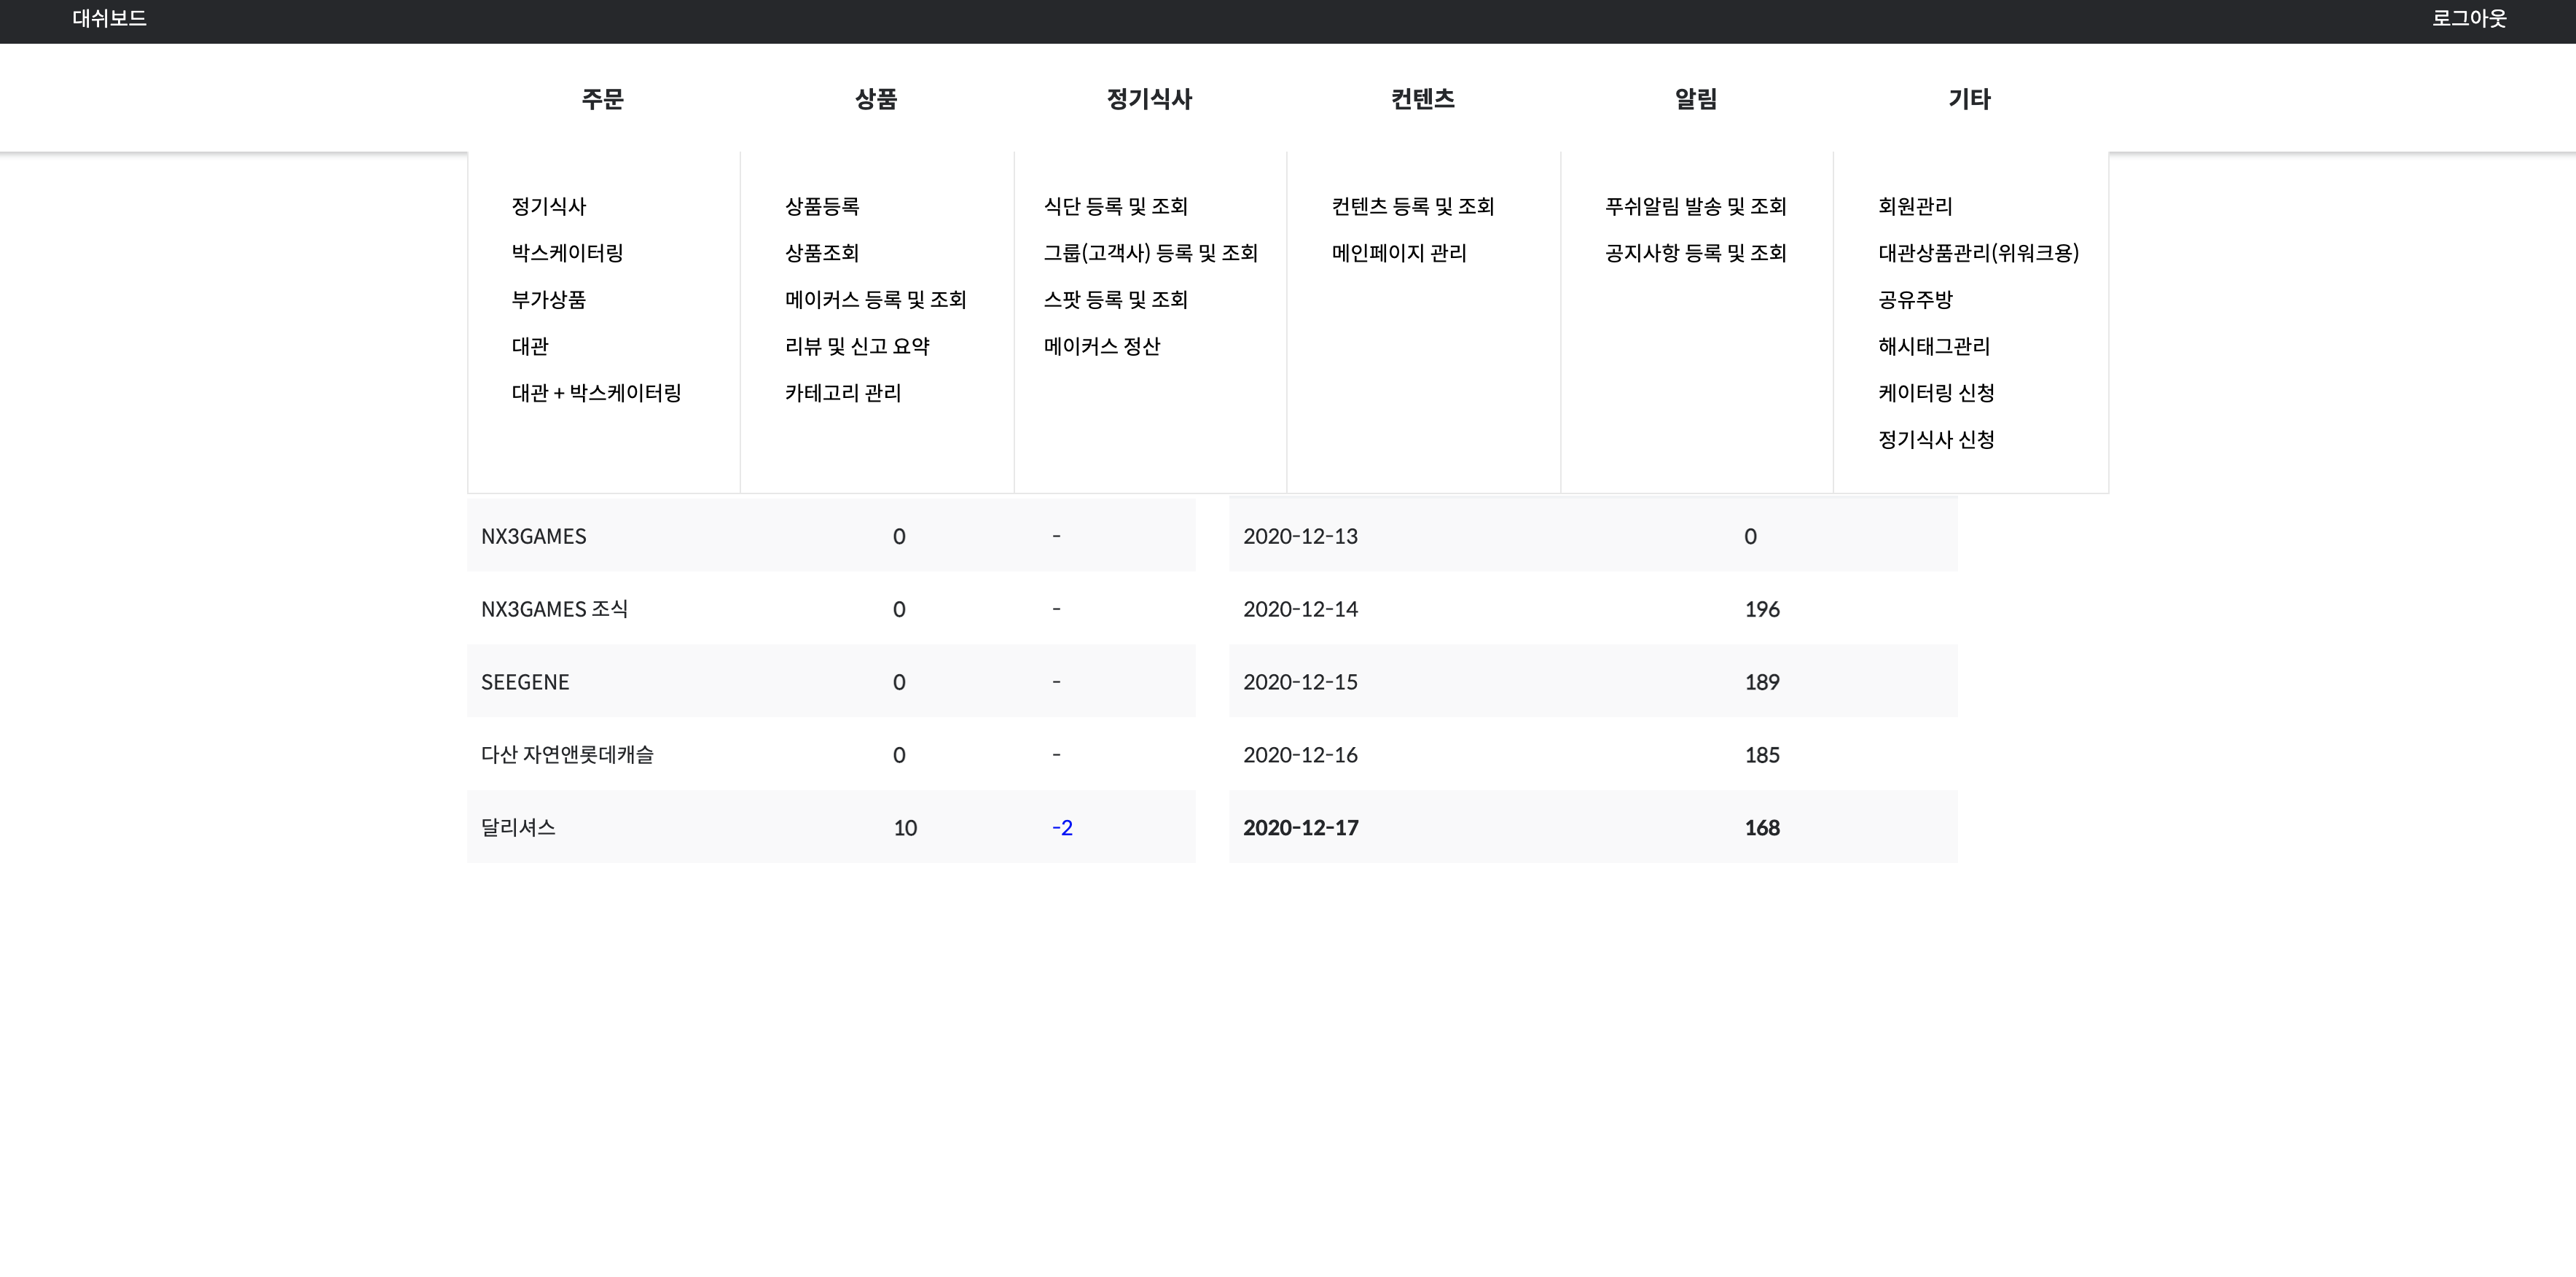 대쉬보드 로그아웃
주문 상품 정기식사 컨텐츠 알림 기타
정기식사
박스케이터링
부가상품
대관
대관 + 박스케이터링
상품등록
상품조회
메이커스 등록 및 조회
리뷰 및 신고 요약
카테고리 관리
식단 등록 및 조회
그룹(고객사) 등록 및 조회
스팟 등록 및 조회
메이커스 정산
컨텐츠 등록 및 조회
메인페이지 관리
푸쉬알림 발송 및 조회
공지사항 등록 및 조회
회원관리
대관상품관리(위워크용)
공유주방
해시태그관리
케이터링 신청
정기식사 신청
NX3GAMES 0 -
NX3GAMES 조식 0 -
SEEGENE 0 -
다산 자연앤롯데캐슬 0 -
달리셔스 10 -2
2020-12-13 0
2020-12-14 196
2020-12-15 189
2020-12-16 185
2020-12-17 168